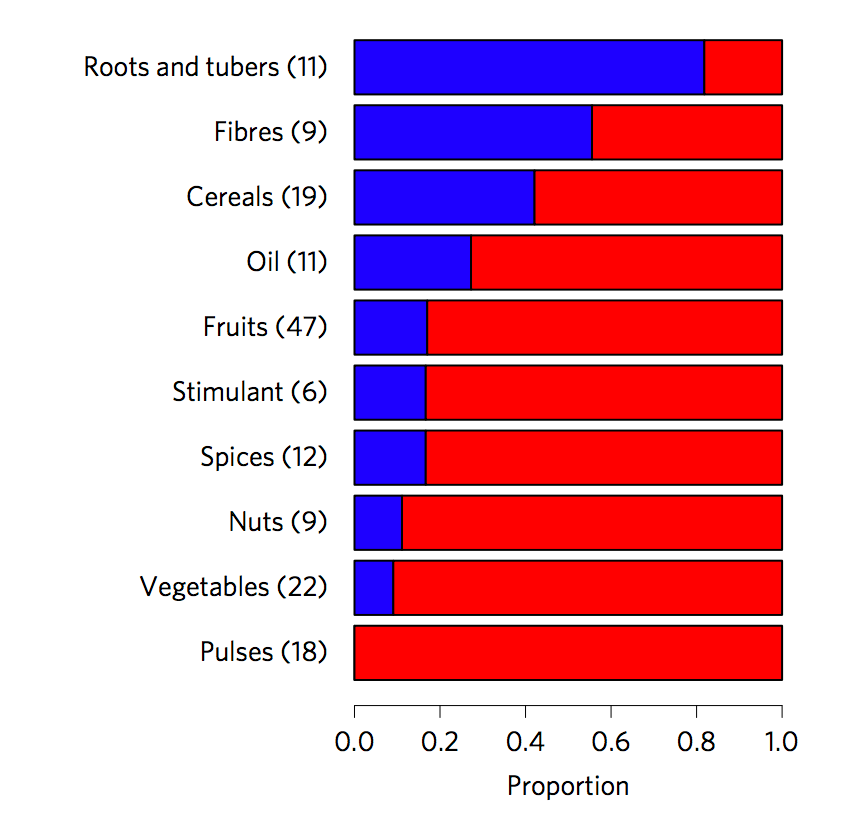 Roots and tubers (11)
Fibres (9)
Cereals (19)
Oil (11)
Fruits (47)
Stimulant (6)
Spices (12)
Nuts (9)
Vegetables (22)
Pulses (18)
0.0 0.2 0.4 0.6 0.8 1.0
Proportion